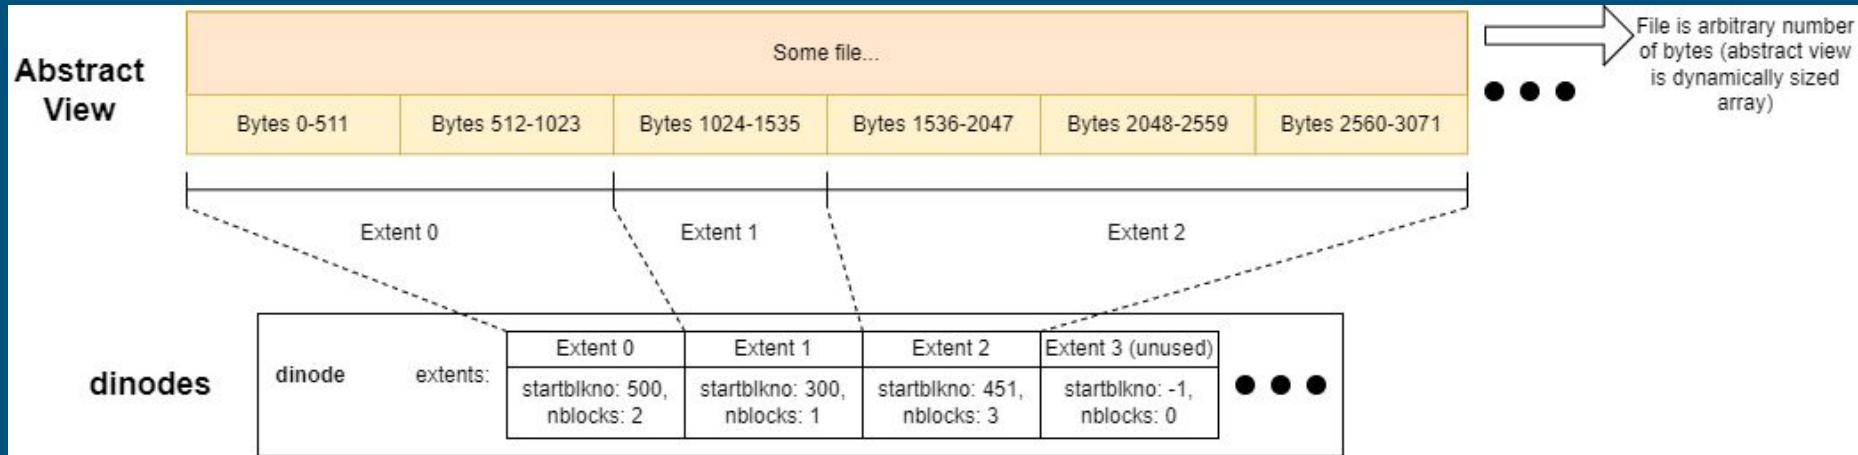 Abstract
View
Some file...
File is arbitrary number
of bytes (abstract view
is dynamically sized
array)
Bytes 0-511
Bytes 512-1023
Bytes 1024-1535
Bytes 1536-2047
Bytes 2048-2559
Bytes 2560-3071
Extent 0
Extent 1
Extent 2
dinodes
dinode
extents:
Extent 0
Extent 1
Extent 2
Extent 3 (unused)
startblkno: 500,
nblocks: 2
startblkno: 300,
nblocks: 1
startblkno: 451,
nblocks: 3
startblkno: -1,
nblocks: 0